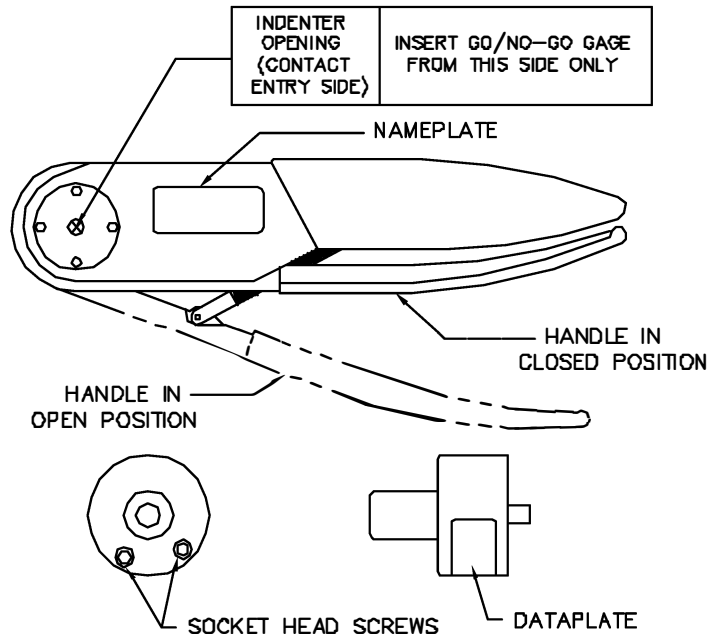 INDENTER
OPENING
(CONTACT
ENTRY SIDE)
INSERT GO/NO-GO GAGE
FROM THIS SIDE ONLY
NAMEPLATE
HANDLE IN
CLOSED POSITION
HANDLE IN
OPEN POSITION
SOCKET HEAD SCREWS
DATAPLATE